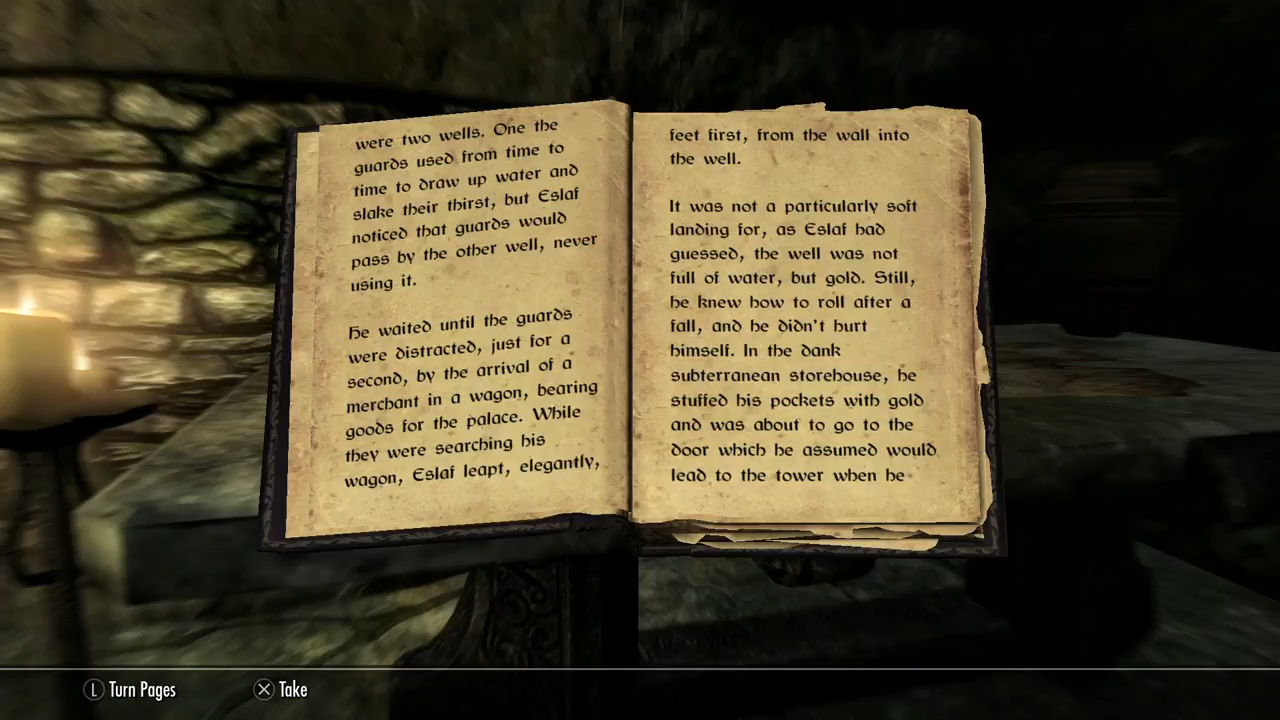 were two wells. One the
guards used from time to
time to draw up water and
slake their thirst, but Eslaf
noticed that guards would
pass by the other well, never
using it.
He waited until the guards
were distracted, just for a
second, by the arrival of a
merchant in a wagon, bearing
goods for the palace. While
they were searching his
wagon, Eslaf leapt, elegantly,
feet first, from the wall into
the well.
It was not a particularly soft
landing for, as Eslaf had
guessed, the well was not
full of water, but gold. Still,
he knew how to roll after a
fall, and he didn't hurt
himself. In the dank
subterranean storehouse, he
stuffed his pockets with gold
and was about to go to the
door which he assumed would
lead to the tower when he
L Turn Pages
X Take